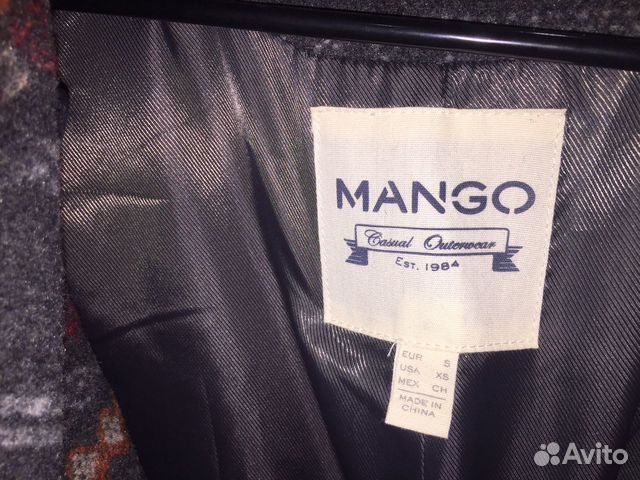 MANGO
Casual Outerwear
EST. 1984
EUR S
USA XS
MEX CH
MADE IN
CHINA
Avito